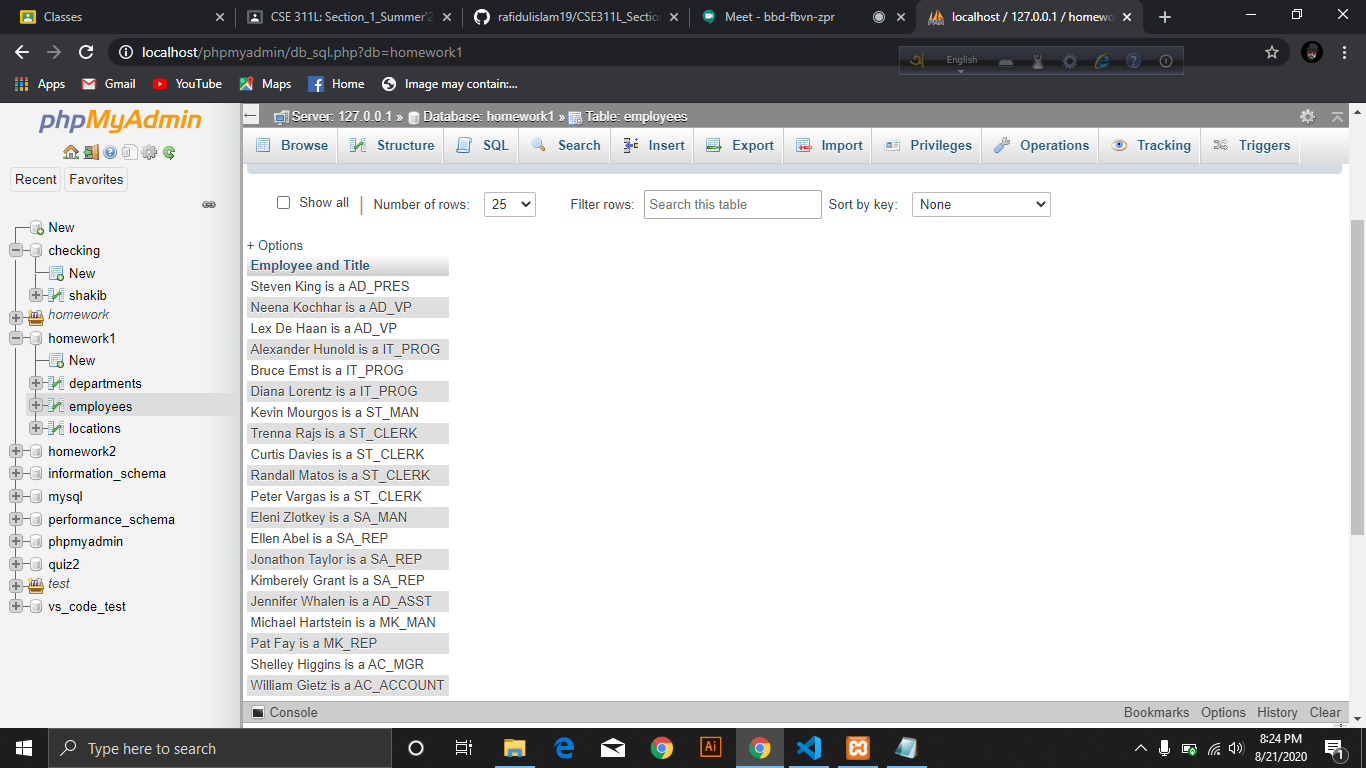 Classes
CSE 311L: Section_1_Summer'2
rafidulislam19/CSE311L_Sectio
Meet - bbd-fbvn-zpr
localhost / 127.0.0.1 / homewo
localhost/phpmyadmin/db_sql.php?db=homework1
English
Apps
Gmail
YouTube
Maps
Home
Image may contain:...
phpMyAdmin
Recent
Favorites
New
checking
New
shakib
homework
homework1
New
departments
employees
locations
homework2
information_schema
mysql
performance_schema
phpmyadmin
quiz2
test
vs_code_test
Server: 127.0.0.1 » Database: homework1 » Table: employees
Browse
Structure
SQL
Search
Insert
Export
Import
Privileges
Operations
Tracking
Triggers
Show all
Number of rows:
25
Filter rows:
Search this table
Sort by key:
None
+ Options
Employee and Title
Steven King is a AD_PRES
Neena Kochhar is a AD_VP
Lex De Haan is a AD_VP
Alexander Hunold is a IT_PROG
Bruce Ernst is a IT_PROG
Diana Lorentz is a IT_PROG
Kevin Mourgos is a ST_MAN
Trenna Rajs is a ST_CLERK
Curtis Davies is a ST_CLERK
Randall Matos is a ST_CLERK
Peter Vargas is a ST_CLERK
Eleni Zlotkey is a SA_MAN
Ellen Abel is a SA_REP
Jonathon Taylor is a SA_REP
Kimberely Grant is a SA_REP
Jennifer Whalen is a AD_ASST
Michael Hartstein is a MK_MAN
Pat Fay is a MK_REP
Shelley Higgins is a AC_MGR
William Gietz is a AC_ACCOUNT
Console
Bookmarks
Options
History
Clear
Type here to search
Ai
8:24 PM
8/21/2020
1